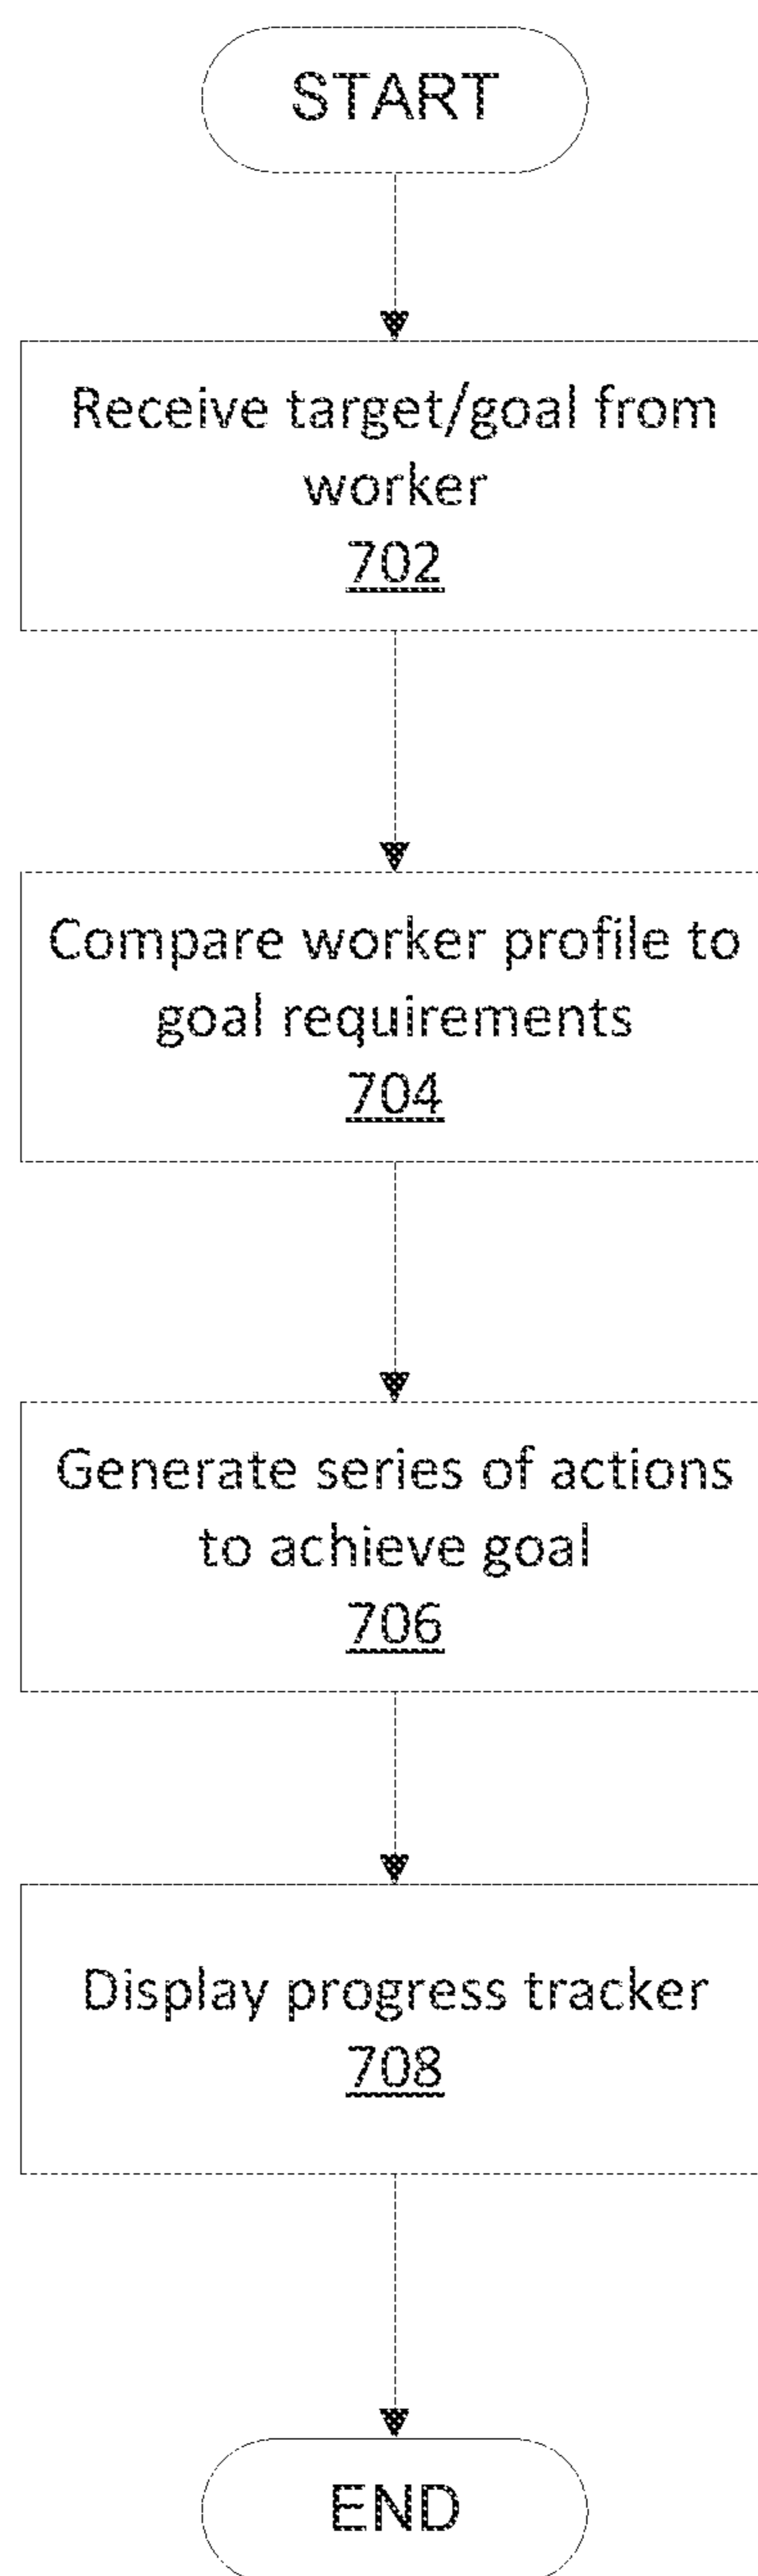 START
Receive target/goal from
worker
702
Compare worker profile to
goal requirements
704
Generate series of actions
to achieve goal
706
Display progress tracker
708
END